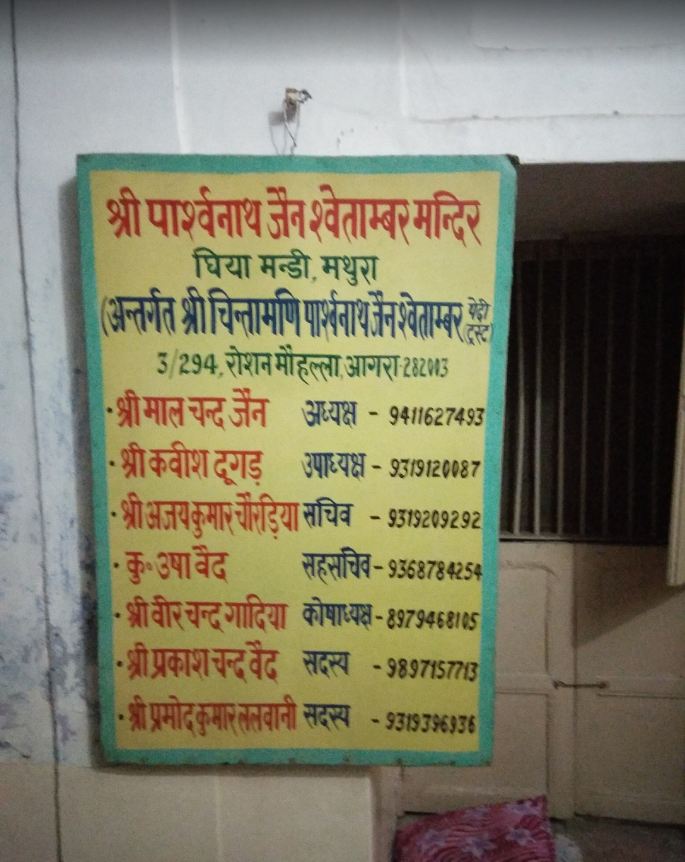 श्री पार्श्वनाथ जैन श्वेताम्बर मन्दिर
घिया मन्डी, मथुरा
(अन्तर्गत श्री चिन्तामणि पार्श्वनाथ जैन श्वेताम्बर पेढी ट्रस्ट)
3/294, रोशन मौहल्ला, आगरा-282003
• श्री माल चन्द जैन अध्यक्ष - 9411627493
• श्री कवीश दूगड़ उपाध्यक्ष - 9319120087
• श्री अजय कुमार चौरड़िया सचिव - 9319209292
• कु॰ उषा वैद सहसचिव - 9368784254
• श्री वीर चन्द गादिया कोषाध्यक्ष - 8979468105
• श्री प्रकाश चन्द वैद सदस्य - 9897157713
• श्री प्रमोद कुमार ललवानी सदस्य - 9319396936